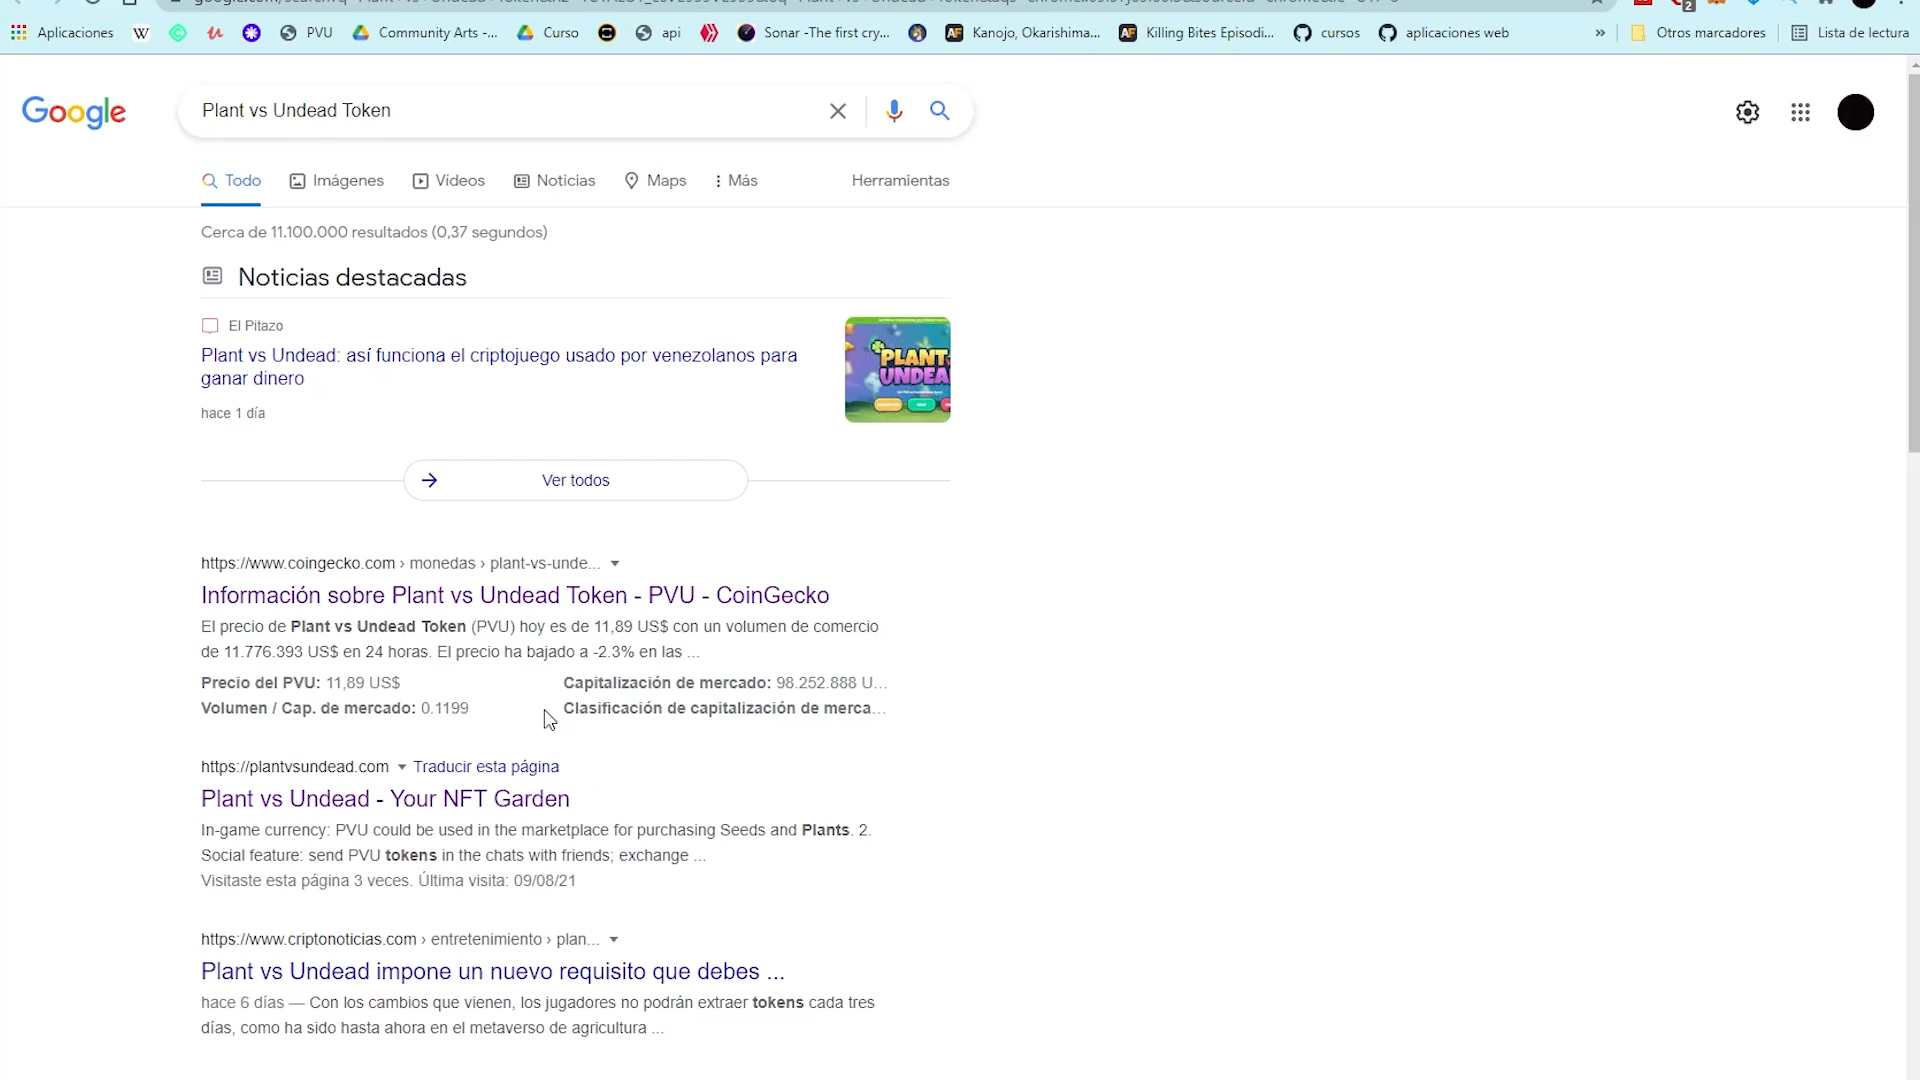 Aplicaciones
PVU
Community Arts -...
Curso
api
Sonar -The first cry...
Kanojo, Okarishima...
Killing Bites Episodi...
cursos
aplicaciones web
»
Otros marcadores
Lista de lectura
Google
Plant vs Undead Token
Todo
Imágenes
Vídeos
Noticias
Maps
Más
Herramientas
Cerca de 11.100.000 resultados (0,37 segundos)
Noticias destacadas
El Pitazo
Plant vs Undead: así funciona el criptojuego usado por venezolanos para
ganar dinero
hace 1 día
PLANT
UNDEA
Ver todos
https://www.coingecko.com › monedas › plant-vs-unde...
Información sobre Plant vs Undead Token - PVU - CoinGecko
El precio de Plant vs Undead Token (PVU) hoy es de 11,89 US$ con un volumen de comercio
de 11.776.393 US$ en 24 horas. El precio ha bajado a -2.3% en las ...
Precio del PVU: 11,89 US$
Capitalización de mercado: 98.252.888 U...
Volumen / Cap. de mercado: 0.1199
Clasificación de capitalización de merca...
https://plantvsundead.com Traducir esta página
Plant vs Undead - Your NFT Garden
In-game currency: PVU could be used in the marketplace for purchasing Seeds and Plants. 2.
Social feature: send PVU tokens in the chats with friends; exchange ...
Visitaste esta página 3 veces. Última visita: 09/08/21
https://www.criptonoticias.com › entretenimiento › plan...
Plant vs Undead impone un nuevo requisito que debes ...
hace 6 días — Con los cambios que vienen, los jugadores no podrán extraer tokens cada tres
días, como ha sido hasta ahora en el metaverso de agricultura ...